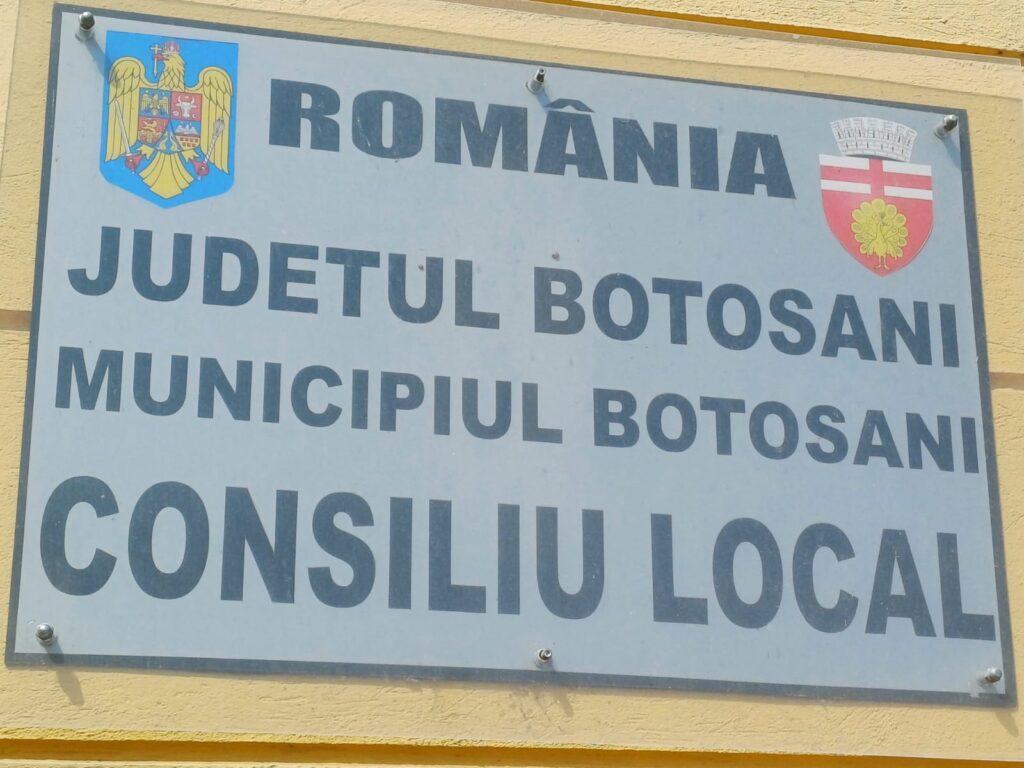 ROMÂNIA
JUDETUL BOTOSANI
MUNICIPIUL BOTOSANI
CONSILIU LOCAL